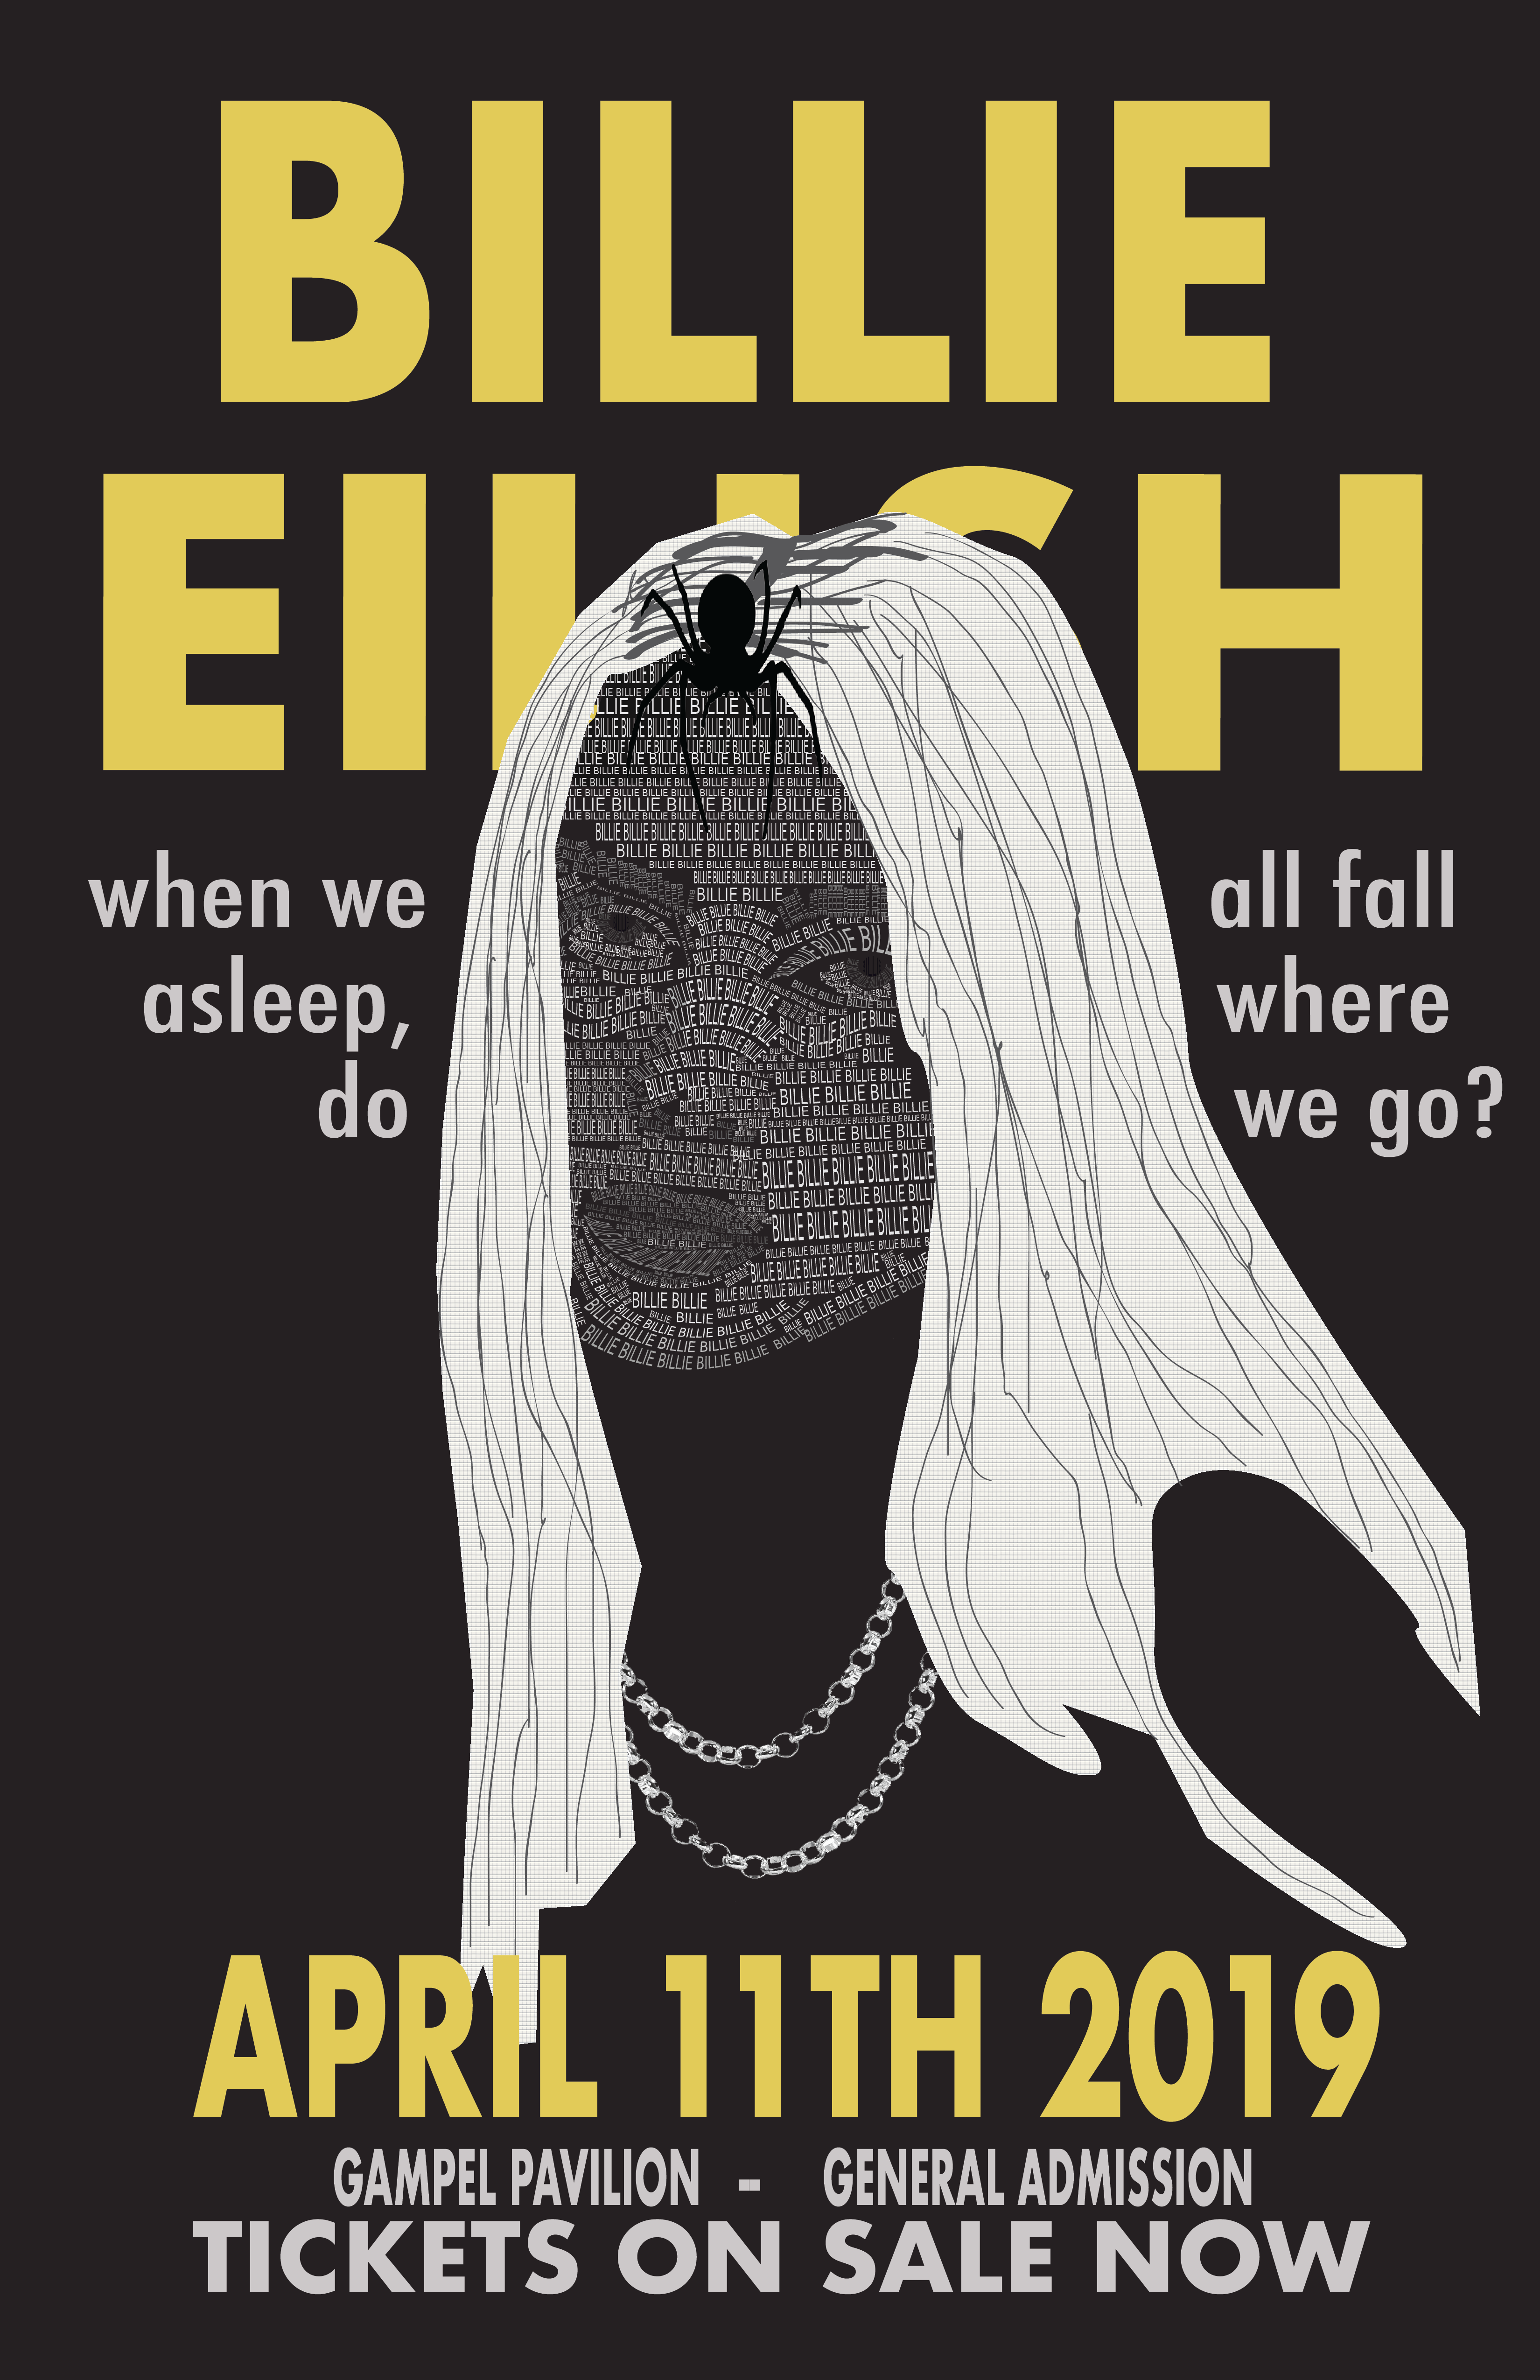 BILLIE
EILISH
when we all fall
asleep, where
do we go?
APRIL 11TH 2019
GAMPEL PAVILION -- GENERAL ADMISSION
TICKETS ON SALE NOW